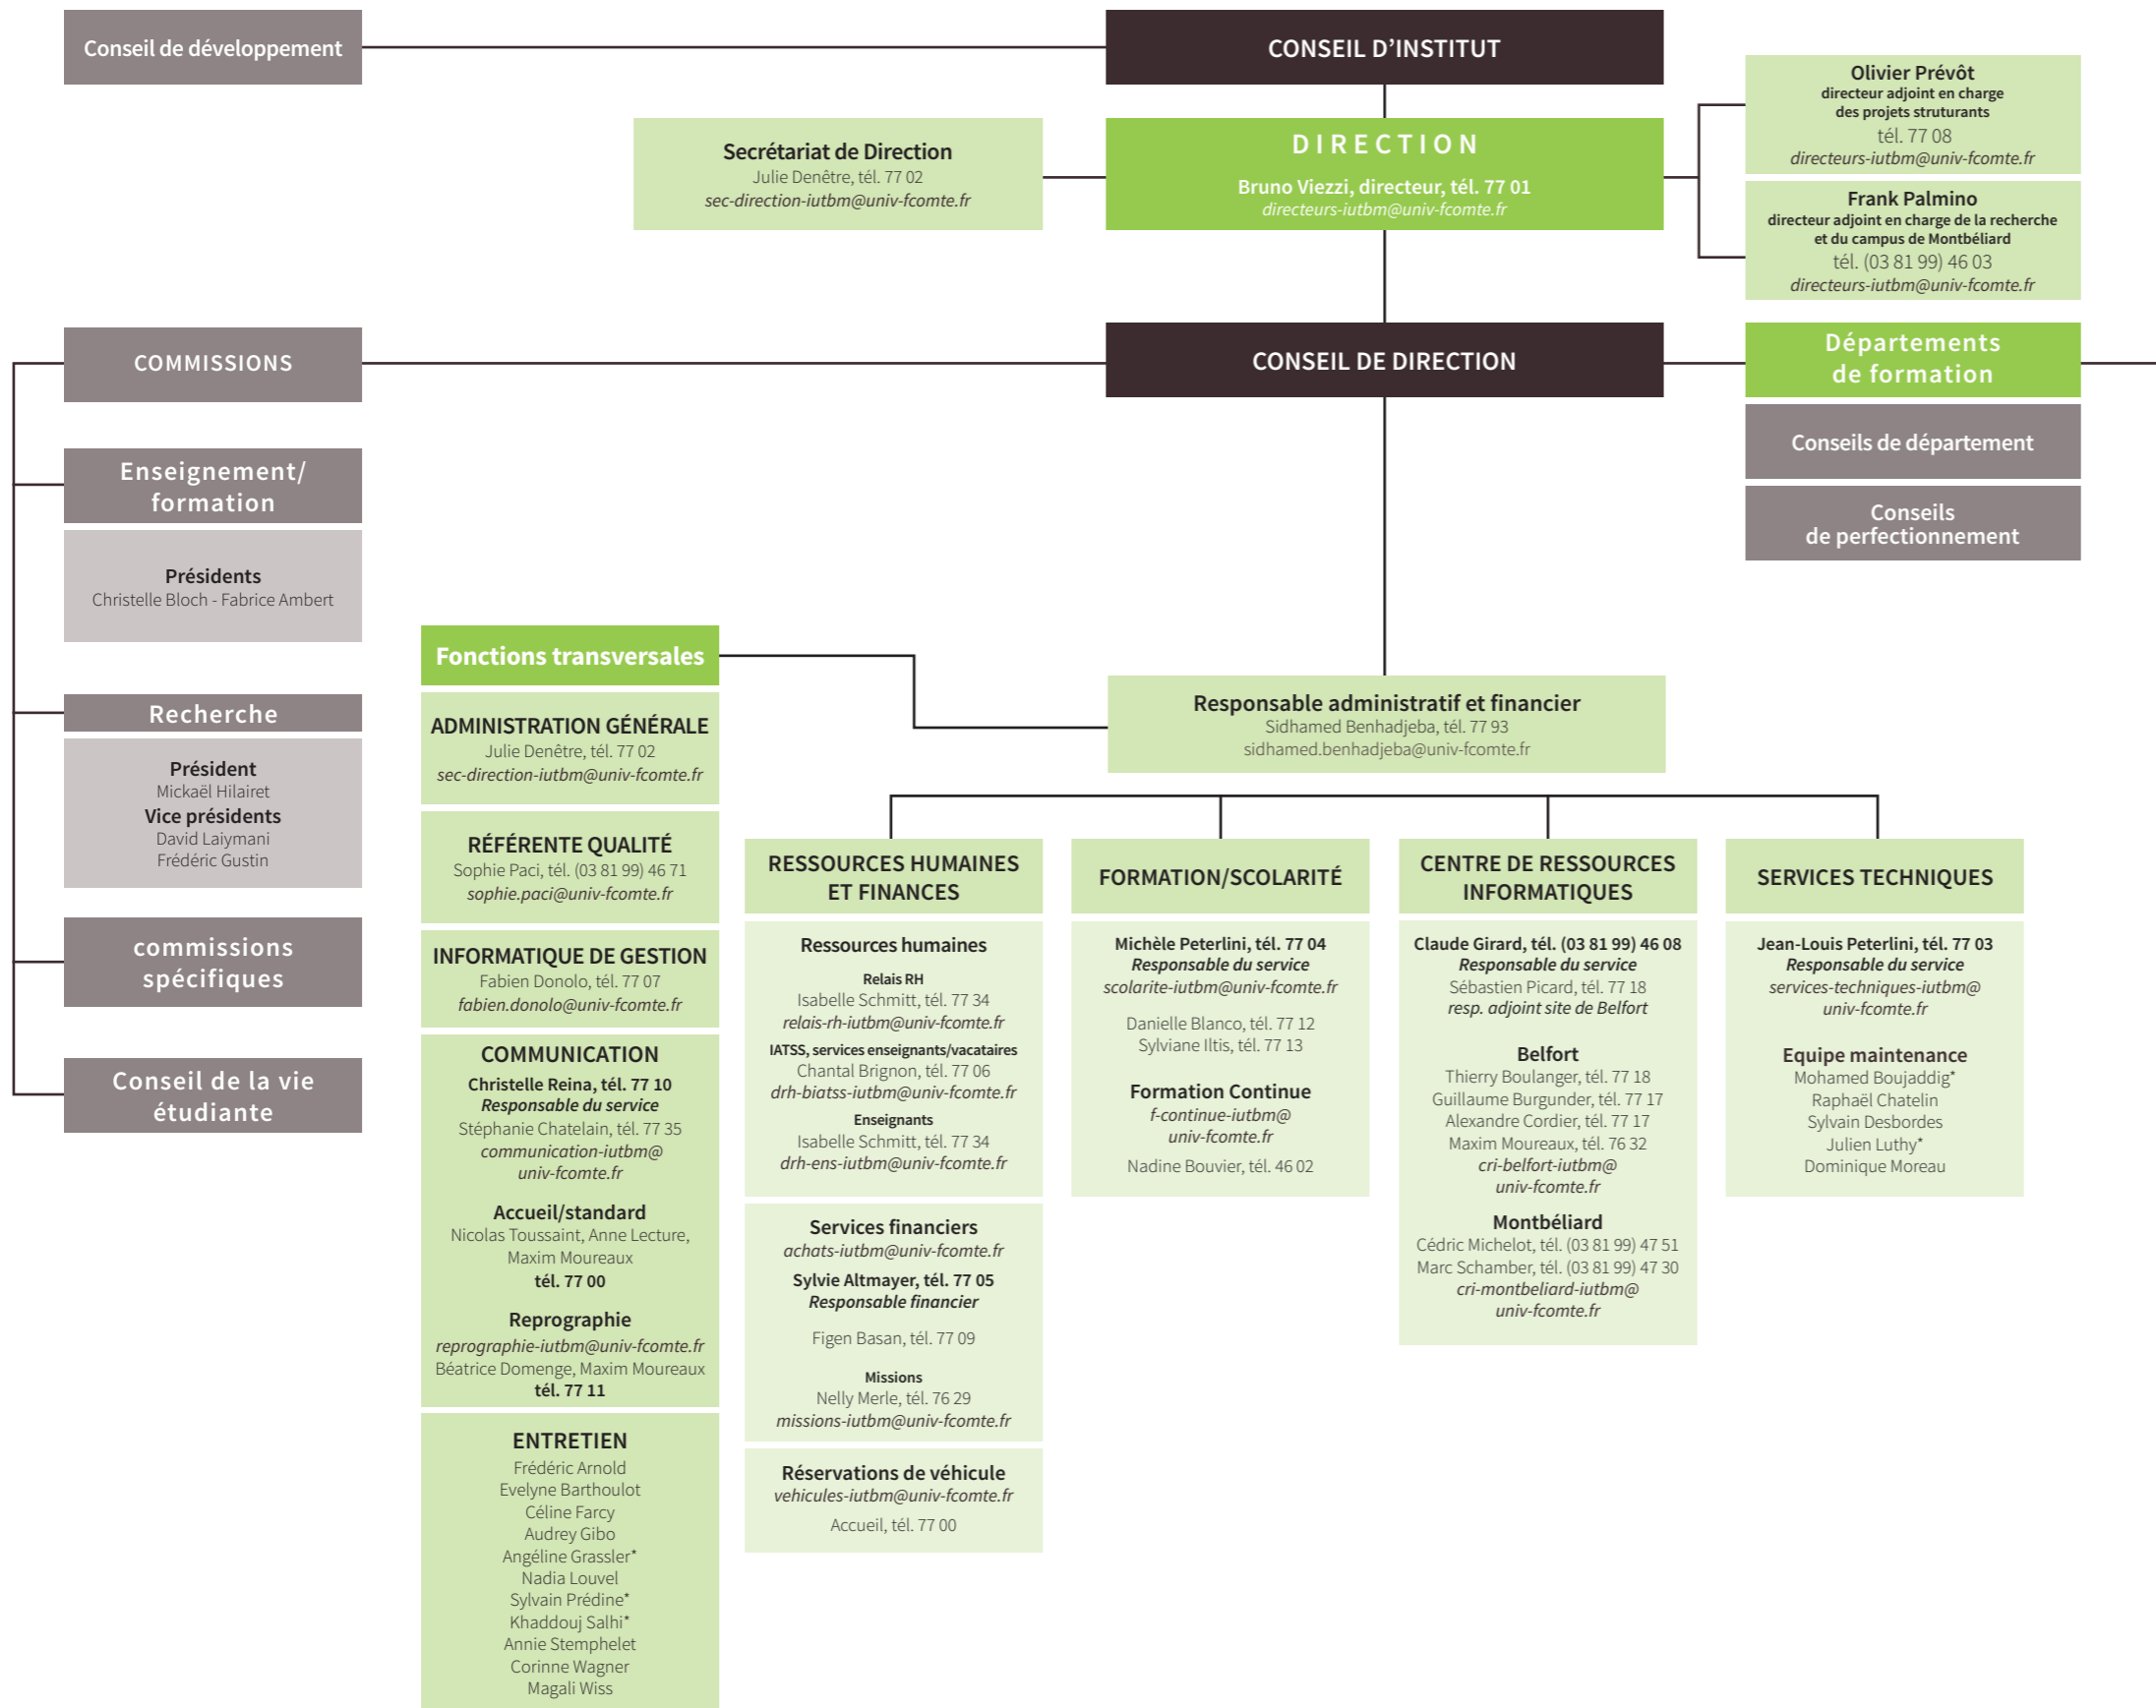 Conseil de développement
CONSEIL D’INSTITUT
Olivier Prévôt
directeur adjoint en charge
des projets struturants
tél. 77 08
directeurs-iutbm@univ-fcomte.fr
Secrétariat de Direction
Julie Denêtre, tél. 77 02
sec-direction-iutbm@univ-fcomte.fr
DIRECTION
Bruno Viezzi, directeur, tél. 77 01
directeurs-iutbm@univ-fcomte.fr
Frank Palmino
directeur adjoint en charge de la recherche
et du campus de Montbéliard
tél. (03 81 99) 46 03
directeurs-iutbm@univ-fcomte.fr
COMMISSIONS
CONSEIL DE DIRECTION
Départements
de formation
Conseils de département
Conseils
de perfectionnement
Enseignement/
formation
Présidents
Christelle Bloch - Fabrice Ambert
Recherche
Président
Mickaël Hilairet
Vice présidents
David Laiymani
Frédéric Gustin
commissions
spécifiques
Conseil de la vie
étudiante
Fonctions transversales
ADMINISTRATION GÉNÉRALE
Julie Denêtre, tél. 77 02
sec-direction-iutbm@univ-fcomte.fr
RÉFÉRENTE QUALITÉ
Sophie Paci, tél. (03 81 99) 46 71
sophie.paci@univ-fcomte.fr
INFORMATIQUE DE GESTION
Fabien Donolo, tél. 77 07
fabien.donolo@univ-fcomte.fr
COMMUNICATION
Christelle Reina, tél. 77 10
Responsable du service
Stéphanie Chatelain, tél. 77 35
communication-iutbm@
univ-fcomte.fr
Accueil/standard
Nicolas Toussaint, Anne Lecture,
Maxim Moureaux
tél. 77 00
Reprographie
reprographie-iutbm@univ-fcomte.fr
Béatrice Domenge, Maxim Moureaux
tél. 77 11
ENTRETIEN
Frédéric Arnold
Evelyne Barthoulot
Céline Farcy
Audrey Gibo
Angéline Grassler*
Nadia Louvel
Sylvain Prédine*
Khaddouj Salhi*
Annie Stemphelet
Corinne Wagner
Magali Wiss
Responsable administratif et financier
Sidhamed Benhadjeba, tél. 77 93
sidhamed.benhadjeba@univ-fcomte.fr
RESSOURCES HUMAINES
ET FINANCES
Ressources humaines
Relais RH
Isabelle Schmitt, tél. 77 34
relais-rh-iutbm@univ-fcomte.fr
IATSS, services enseignants/vacataires
Chantal Brignon, tél. 77 06
drh-biatss-iutbm@univ-fcomte.fr
Enseignants
Isabelle Schmitt, tél. 77 34
drh-ens-iutbm@univ-fcomte.fr
Services financiers
achats-iutbm@univ-fcomte.fr
Sylvie Altmayer, tél. 77 05
Responsable financier
Figen Basan, tél. 77 09
Missions
Nelly Merle, tél. 76 29
missions-iutbm@univ-fcomte.fr
Réservations de véhicule
vehicules-iutbm@univ-fcomte.fr
Accueil, tél. 77 00
FORMATION/SCOLARITÉ
Michèle Peterlini, tél. 77 04
Responsable du service
scolarite-iutbm@univ-fcomte.fr
Danielle Blanco, tél. 77 12
Sylviane Iltis, tél. 77 13
Formation Continue
f-continue-iutbm@
univ-fcomte.fr
Nadine Bouvier, tél. 46 02
CENTRE DE RESSOURCES
INFORMATIQUES
Claude Girard, tél. (03 81 99) 46 08
Responsable du service
Sébastien Picard, tél. 77 18
resp. adjoint site de Belfort
Belfort
Thierry Boulanger, tél. 77 18
Guillaume Burgunder, tél. 77 17
Alexandre Cordier, tél. 77 17
Maxim Moureaux, tél. 76 32
cri-belfort-iutbm@
univ-fcomte.fr
Montbéliard
Cédric Michelot, tél. (03 81 99) 47 51
Marc Schamber, tél. (03 81 99) 47 30
cri-montbeliard-iutbm@
univ-fcomte.fr
SERVICES TECHNIQUES
Jean-Louis Peterlini, tél. 77 03
Responsable du service
services-techniques-iutbm@
univ-fcomte.fr
Equipe maintenance
Mohamed Boujaddig*
Raphaël Chatelin
Sylvain Desbordes
Julien Luthy*
Dominique Moreau